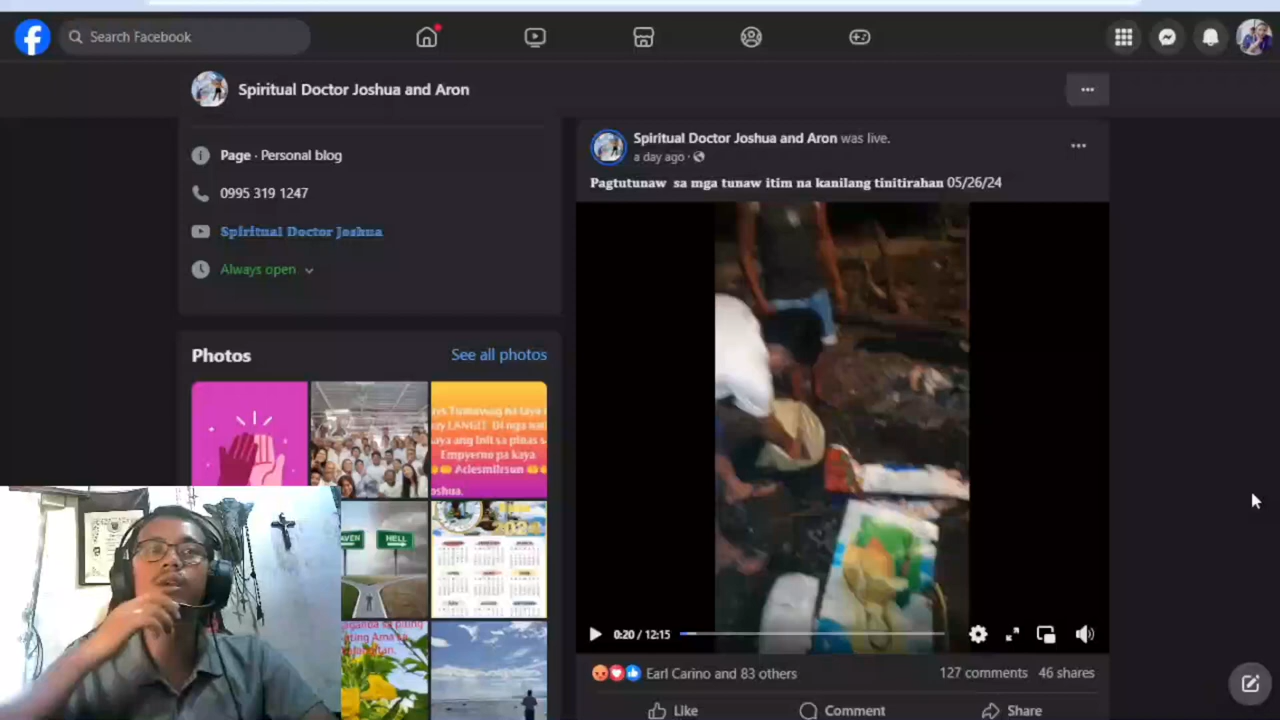 Search Facebook
Spiritual Doctor Joshua and Aron
Page · Personal blog
0995 319 1247
Spiritual Doctor Joshua
Always open
Photos
See all photos
HELL
Spiritual Doctor Joshua and Aron was live.
a day ago
Pagtutunaw sa mga tunaw itim na kanilang tinitirahan 05/26/24
0:20 / 12:15
Earl Carino and 83 others
127 comments
46 shares
Like
Comment
Share